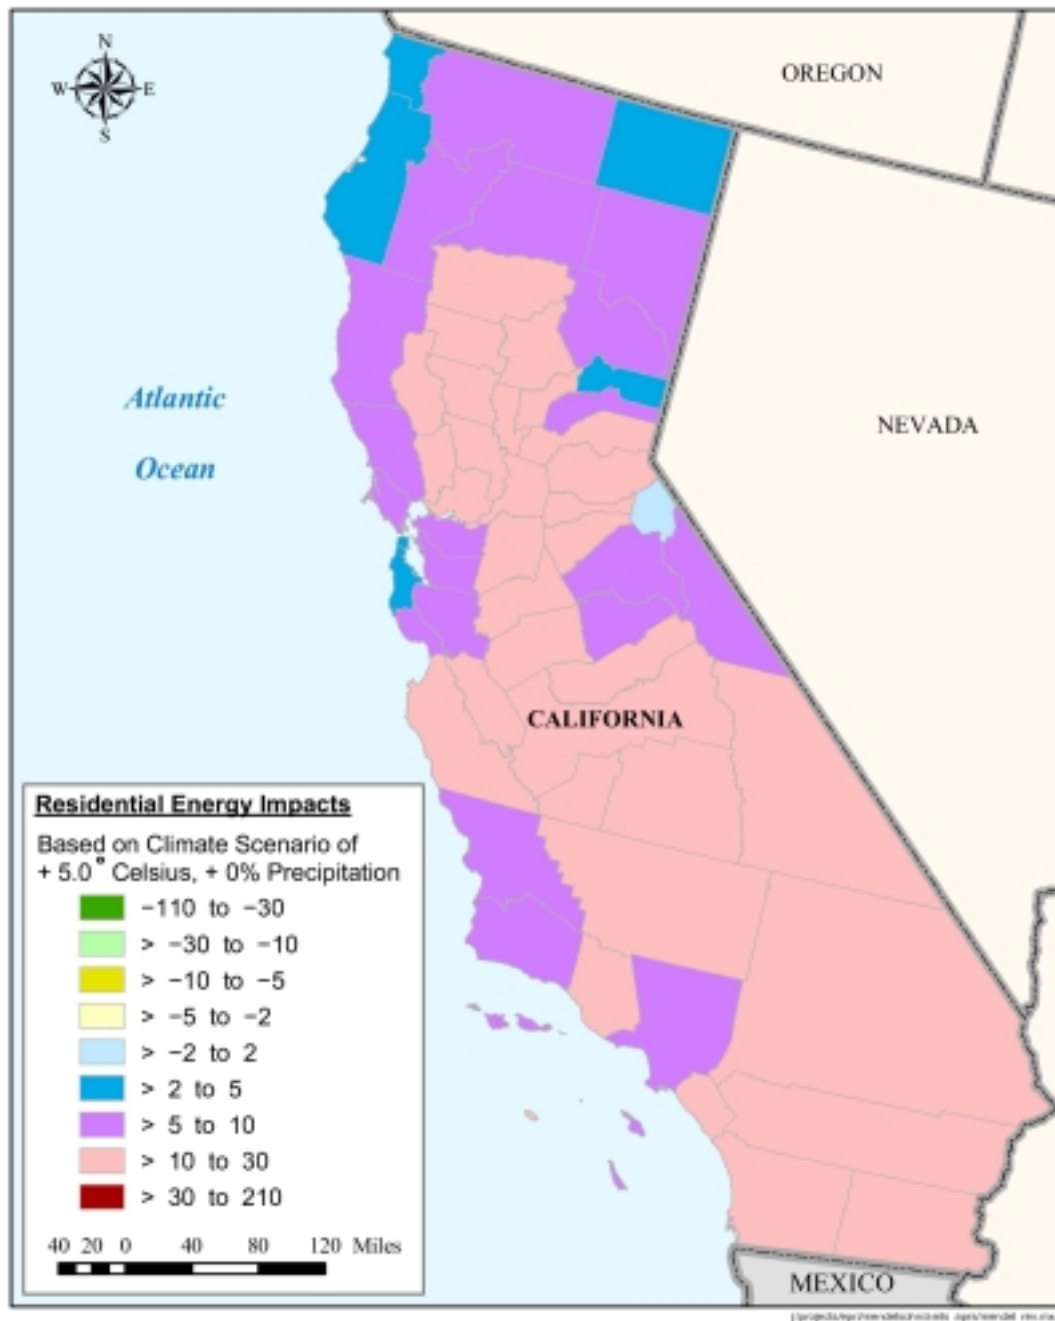 N
W E
S
OREGON
Atlantic
Ocean
NEVADA
CALIFORNIA
Residential Energy Impacts
Based on Climate Scenario of
+ 5.0° Celsius, + 0% Precipitation
−110 to −30
> −30 to −10
> −10 to −5
> −5 to −2
> −2 to 2
> 2 to 5
> 5 to 10
> 10 to 30
> 30 to 210
40 20 0 40 80 120 Miles
MEXICO